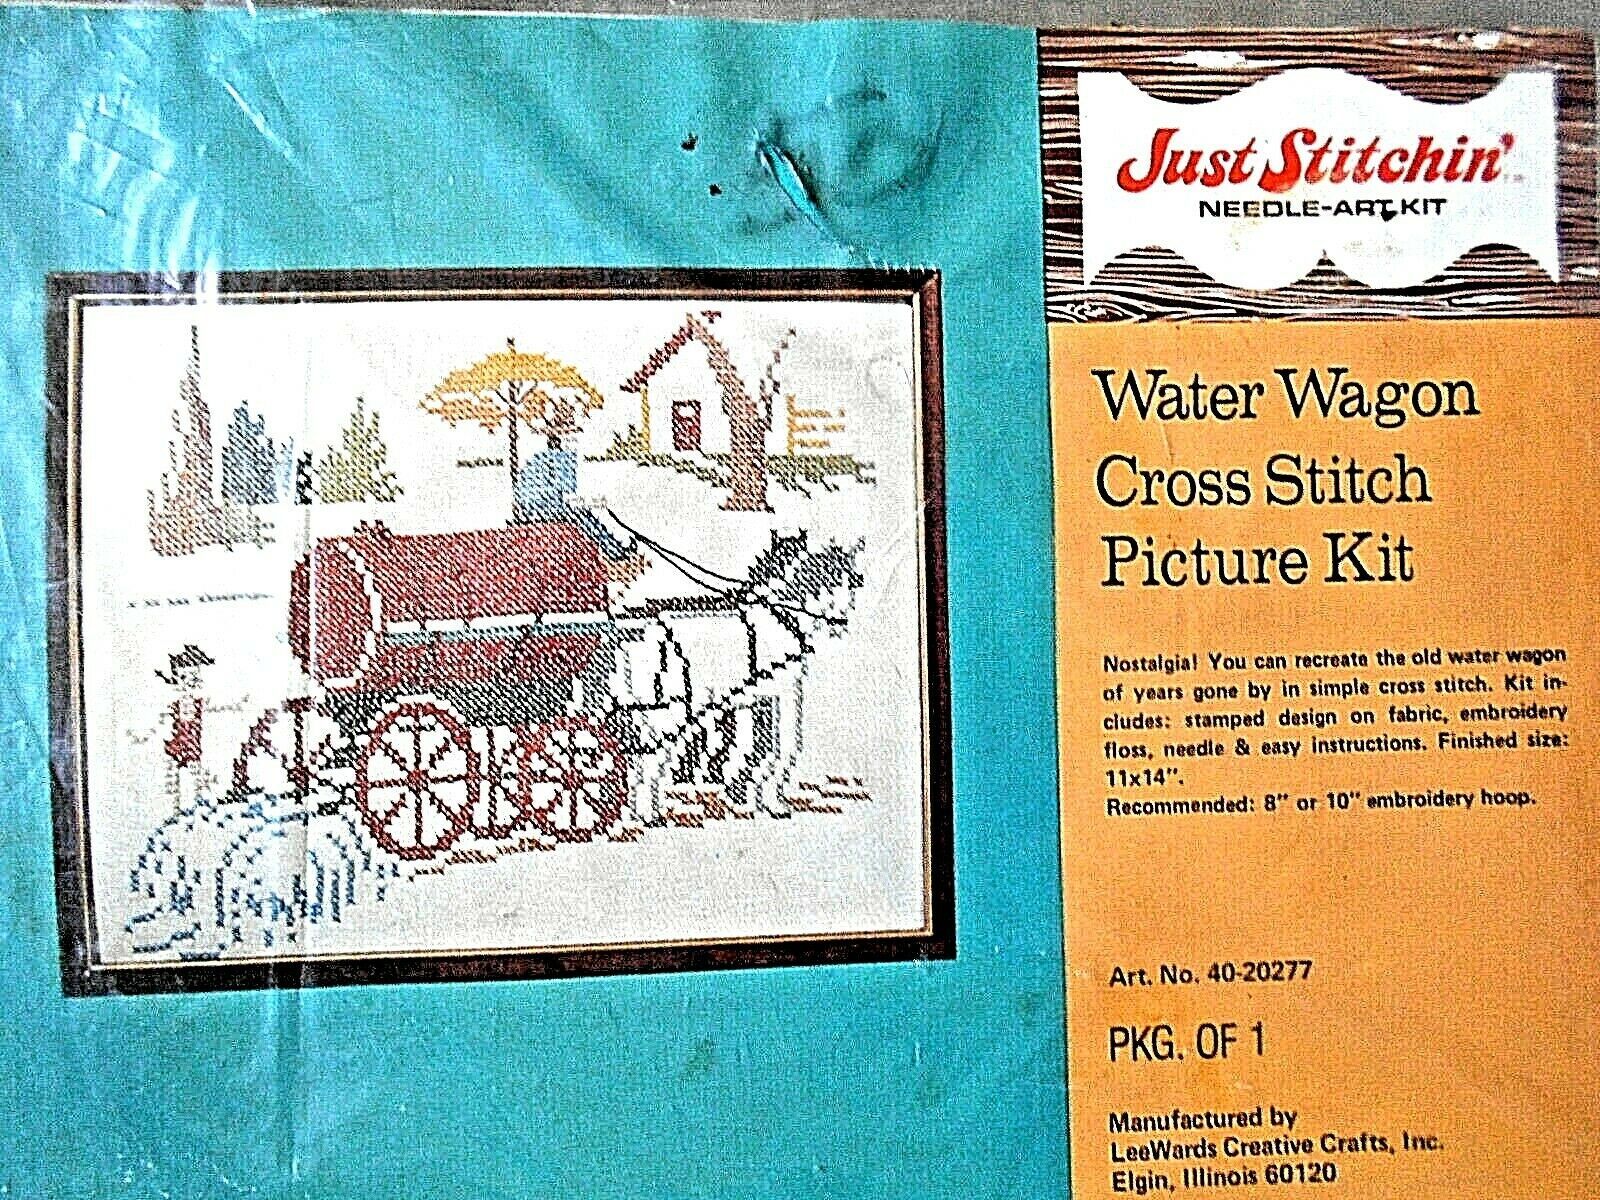 Just Stitchin'
NEEDLE-ART KIT
Water Wagon
Cross Stitch
Picture Kit
Nostalgia! You can recreate the old water wagon
of years gone by in simple cross stitch. Kit in-
cludes: stamped design on fabric, embroidery
floss, needle & easy instructions. Finished size:
11x14".
Recommended: 8" or 10" embroidery hoop.
Art. No. 40-20277
PKG. OF 1
Manufactured by
LeeWards Creative Crafts, Inc.
Elgin, Illinois 60120